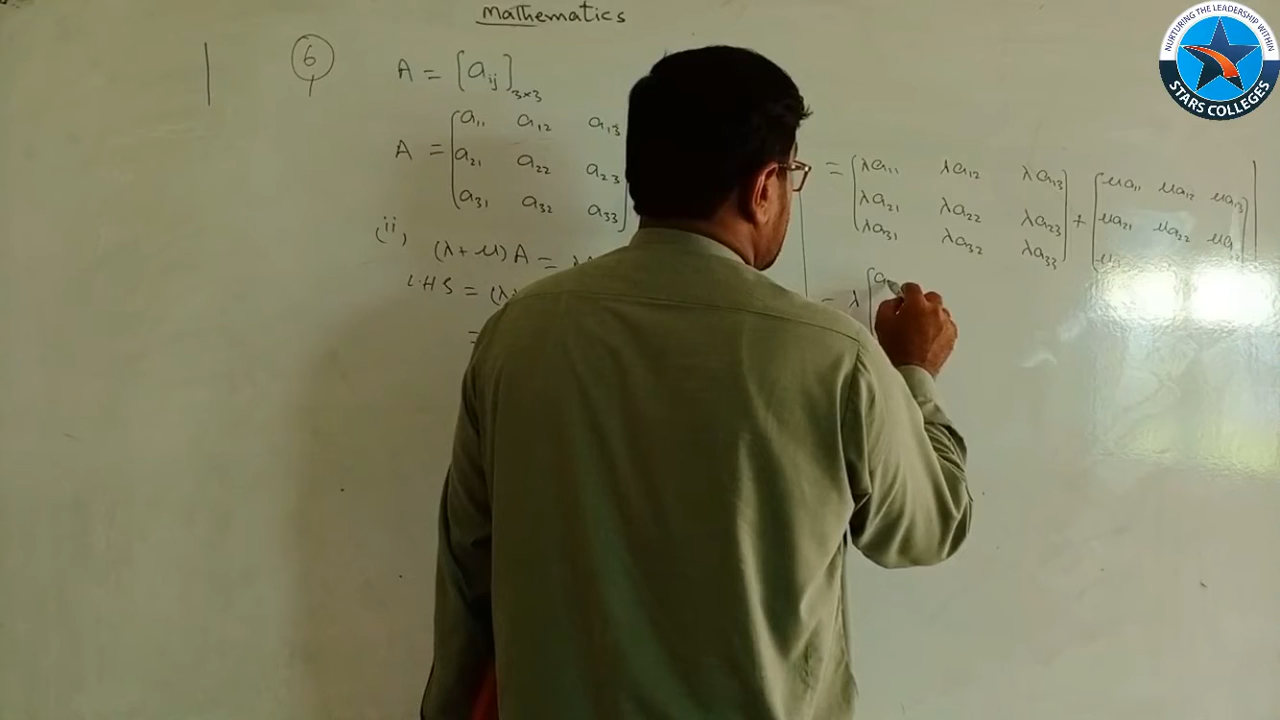 Mathematics
6
A = [aij]3×3
A = [a11 a12 a13
a21 a22 a23
a31 a32 a33]
(ii)
(λ + μ) A =
L.H.S = (λ
=
= [λa11 λa12 λa13
λa21 λa22 λa23
λa31 λa32 λa33]
+ [μa11 μa12 μa13
μa21 μa22 μa
= λ [a
NURTURING THE LEADERSHIP WITHIN
STARS COLLEGES